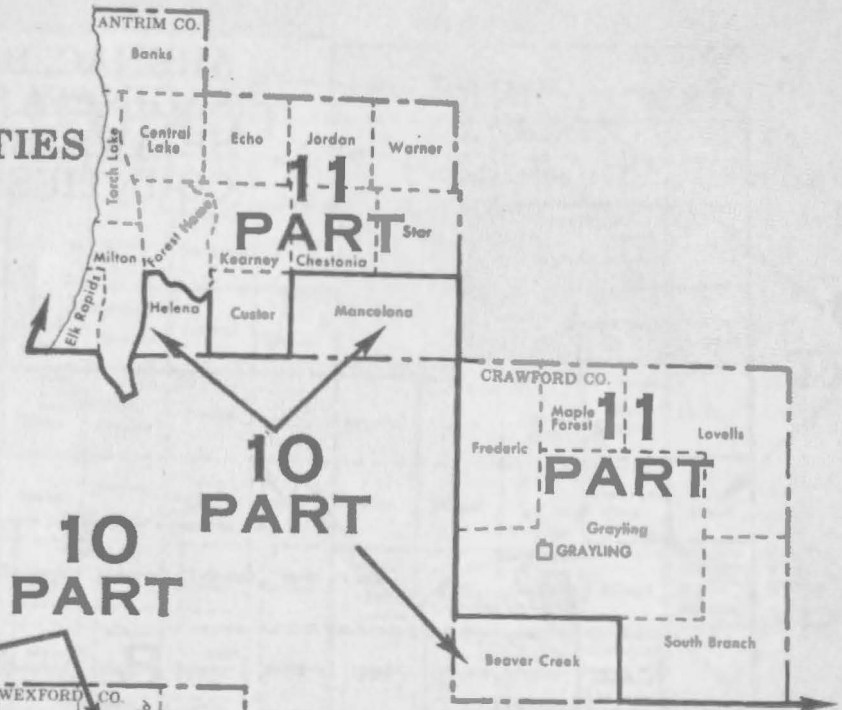 ANTRIM CO.
Banks
TIES
Torch Lake
Central
Lake
Echo
Jordan
Warner
11
PART
Forest Home
Star
Milton
Kearney
Chestonia
Elk Rapids
Helena
Custer
Mancelona
10
PART
CRAWFORD CO.
Maple
Forest
11
PART
Lovells
Frederic
Grayling
GRAYLING
10
PART
South Branch
Beaver Creek
WEXFORD CO.